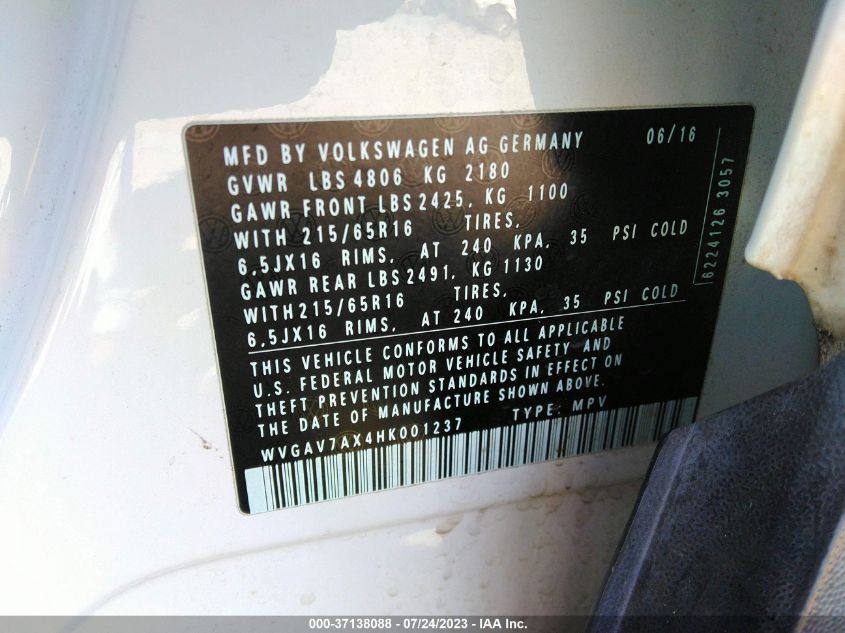 MFD BY VOLKSWAGEN AG GERMANY 06/16
GVWR LBS 4806 KG 2180
GAWR FRONT LBS 2425, KG 1100
WITH 215/65R16 TIRES,
6,5JX16 RIMS, AT 240 KPA, 35 PSI COLD
GAWR REAR LBS 2491, KG 1130
WITH 215/65R16 TIRES,
6,5JX16 RIMS, AT 240 KPA, 35 PSI COLD
THIS VEHICLE CONFORMS TO ALL APPLICABLE
U.S. FEDERAL MOTOR VEHICLE SAFETY AND
THEFT PREVENTION STANDARDS IN EFFECT ON
THE DATE OF MANUFACTURE SHOWN ABOVE.
WVGAV7AX4HK001237 TYPE: MPV
6224126 3057
000-37138088 - 07/24/2023 - IAA Inc.